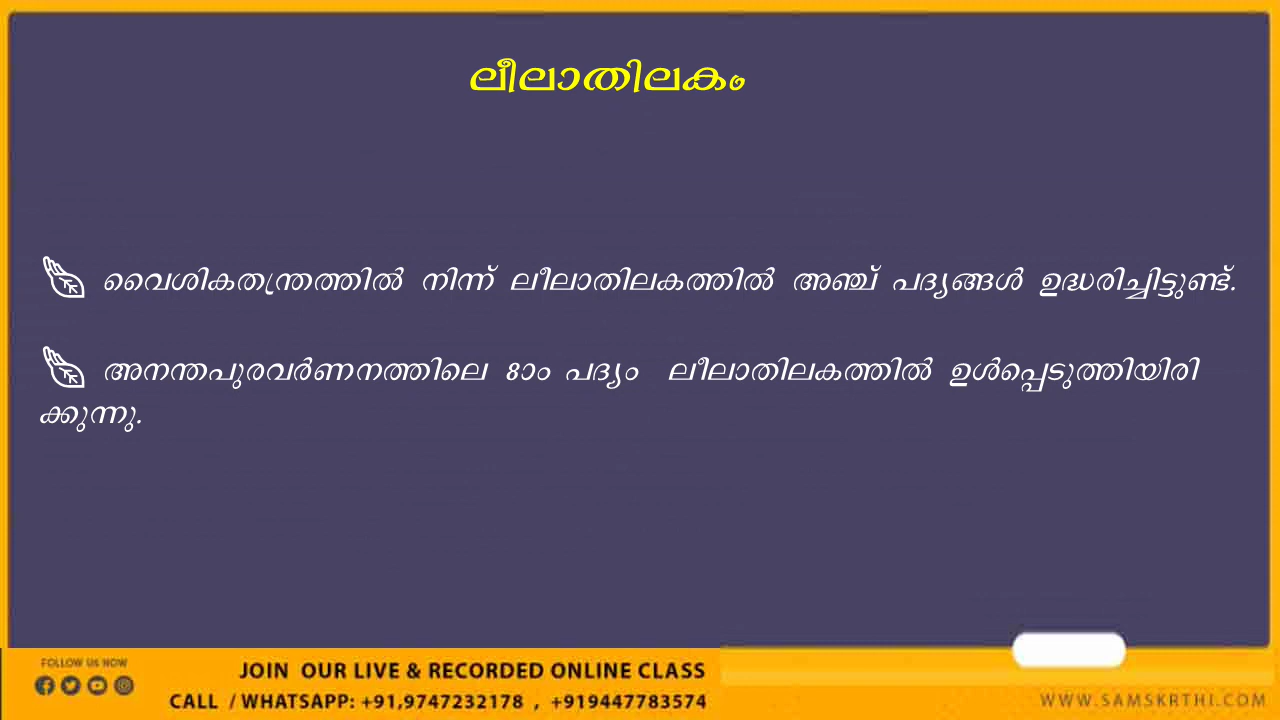 ലീലാതിലകം
വൈശികതന്ത്രത്തിൽ നിന്ന് ലീലാതിലകത്തിൽ അഞ്ച് പദ്യങ്ങൾ ഉദ്ധരിച്ചിട്ടുണ്ട്.
അനന്തപുരവർണനത്തിലെ 8ാം പദ്യം ലീലാതിലകത്തിൽ ഉൾപ്പെടുത്തിയിരി
ക്കുന്നു.
FOLLOW US NOW
JOIN OUR LIVE & RECORDED ONLINE CLASS
CALL / WHATSAPP: +91,9747232178 , +919447783574
WWW.SAMSKRTHI.COM